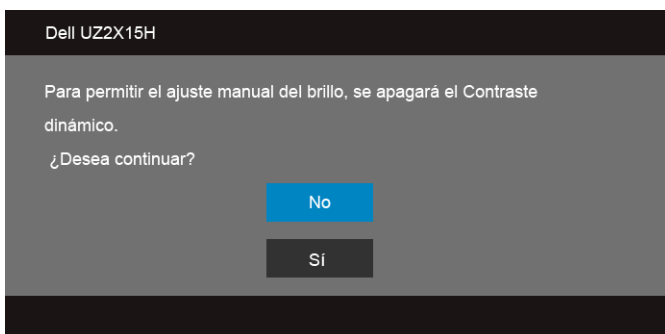 Dell UZ2X15H
Para permitir el ajuste manual del brillo, se apagará el Contraste
dinámico.
¿Desea continuar?
No
Sí